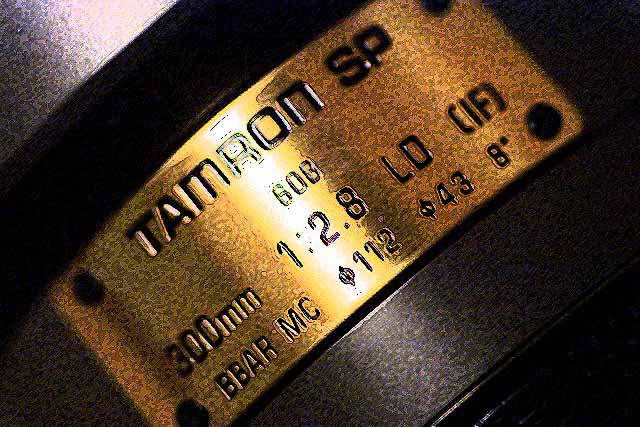 TAMRON SP
60B
300mm 1:2.8 LD (IF)
BBAR MC ϕ112 ϕ43 8°